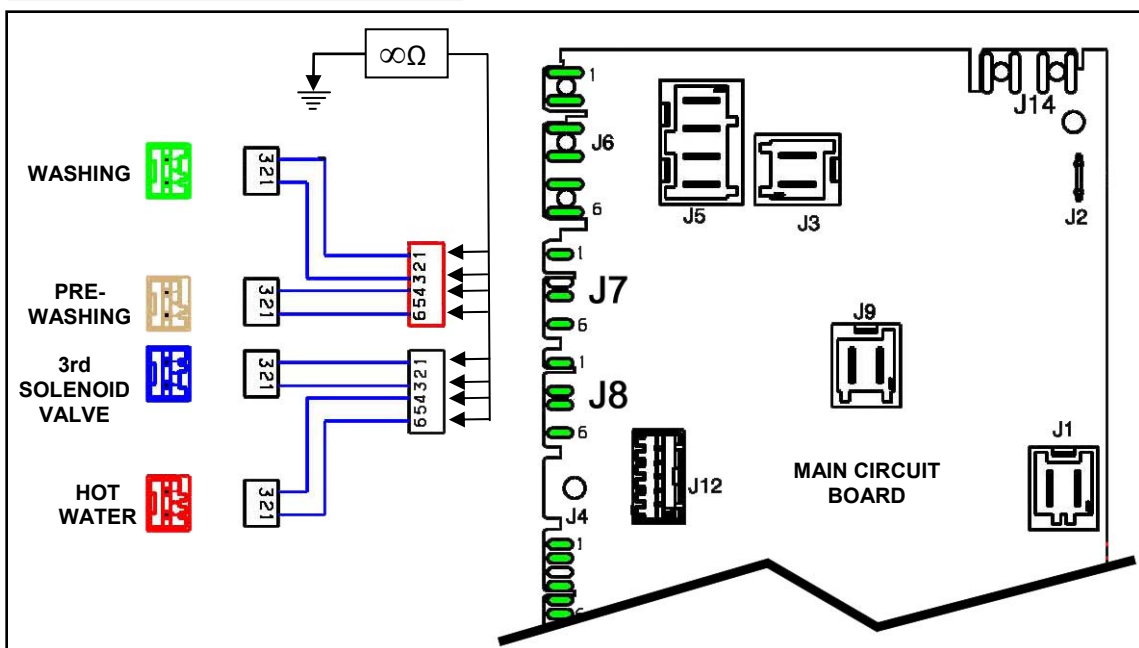 ∞Ω
WASHING
321
PRE-
WASHING
321
654321
3rd
SOLENOID
VALVE
321
654321
HOT
WATER
321
1
J6
6
1
J7
6
1
J8
6
J4
1
6
J5
J3
J14
J2
J9
J12
MAIN CIRCUIT
BOARD
J1